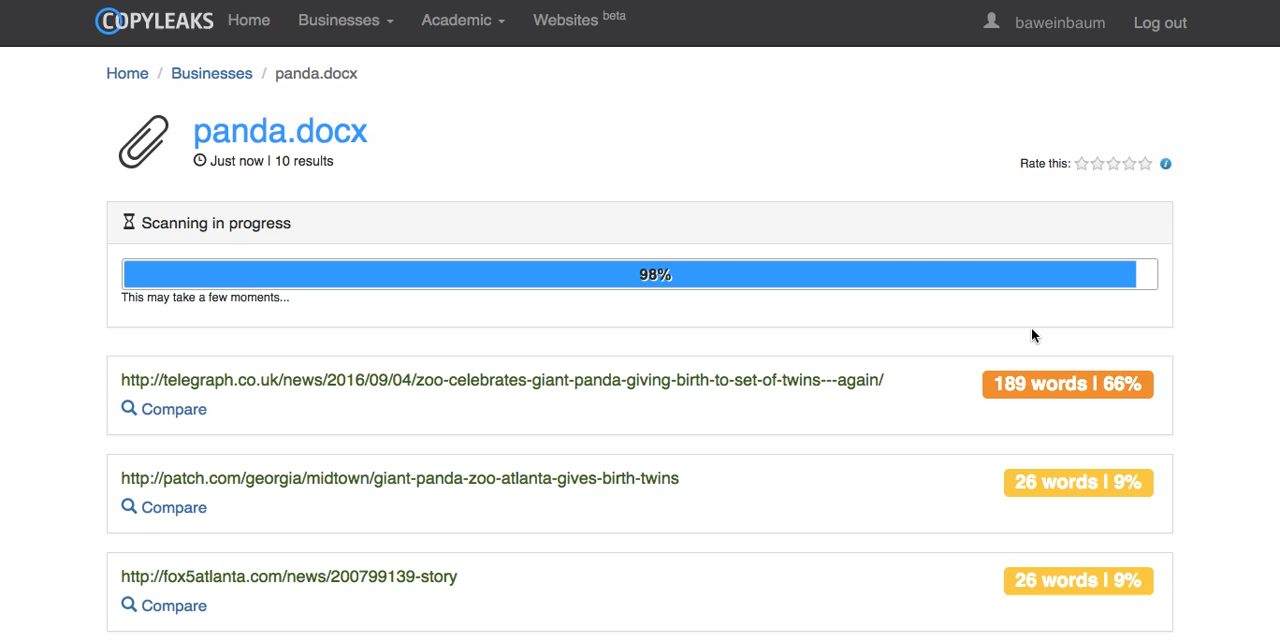 COPYLEAKS Home Businesses Academic Websites beta baweinbaum Log out
Home / Businesses / panda.docx
panda.docx
Just now | 10 results
Rate this:
Scanning in progress
98%
This may take a few moments...
http://telegraph.co.uk/news/2016/09/04/zoo-celebrates-giant-panda-giving-birth-to-set-of-twins---again/
189 words | 66%
Compare
http://patch.com/georgia/midtown/giant-panda-zoo-atlanta-gives-birth-twins
26 words | 9%
Compare
http://fox5atlanta.com/news/200799139-story
26 words | 9%
Compare